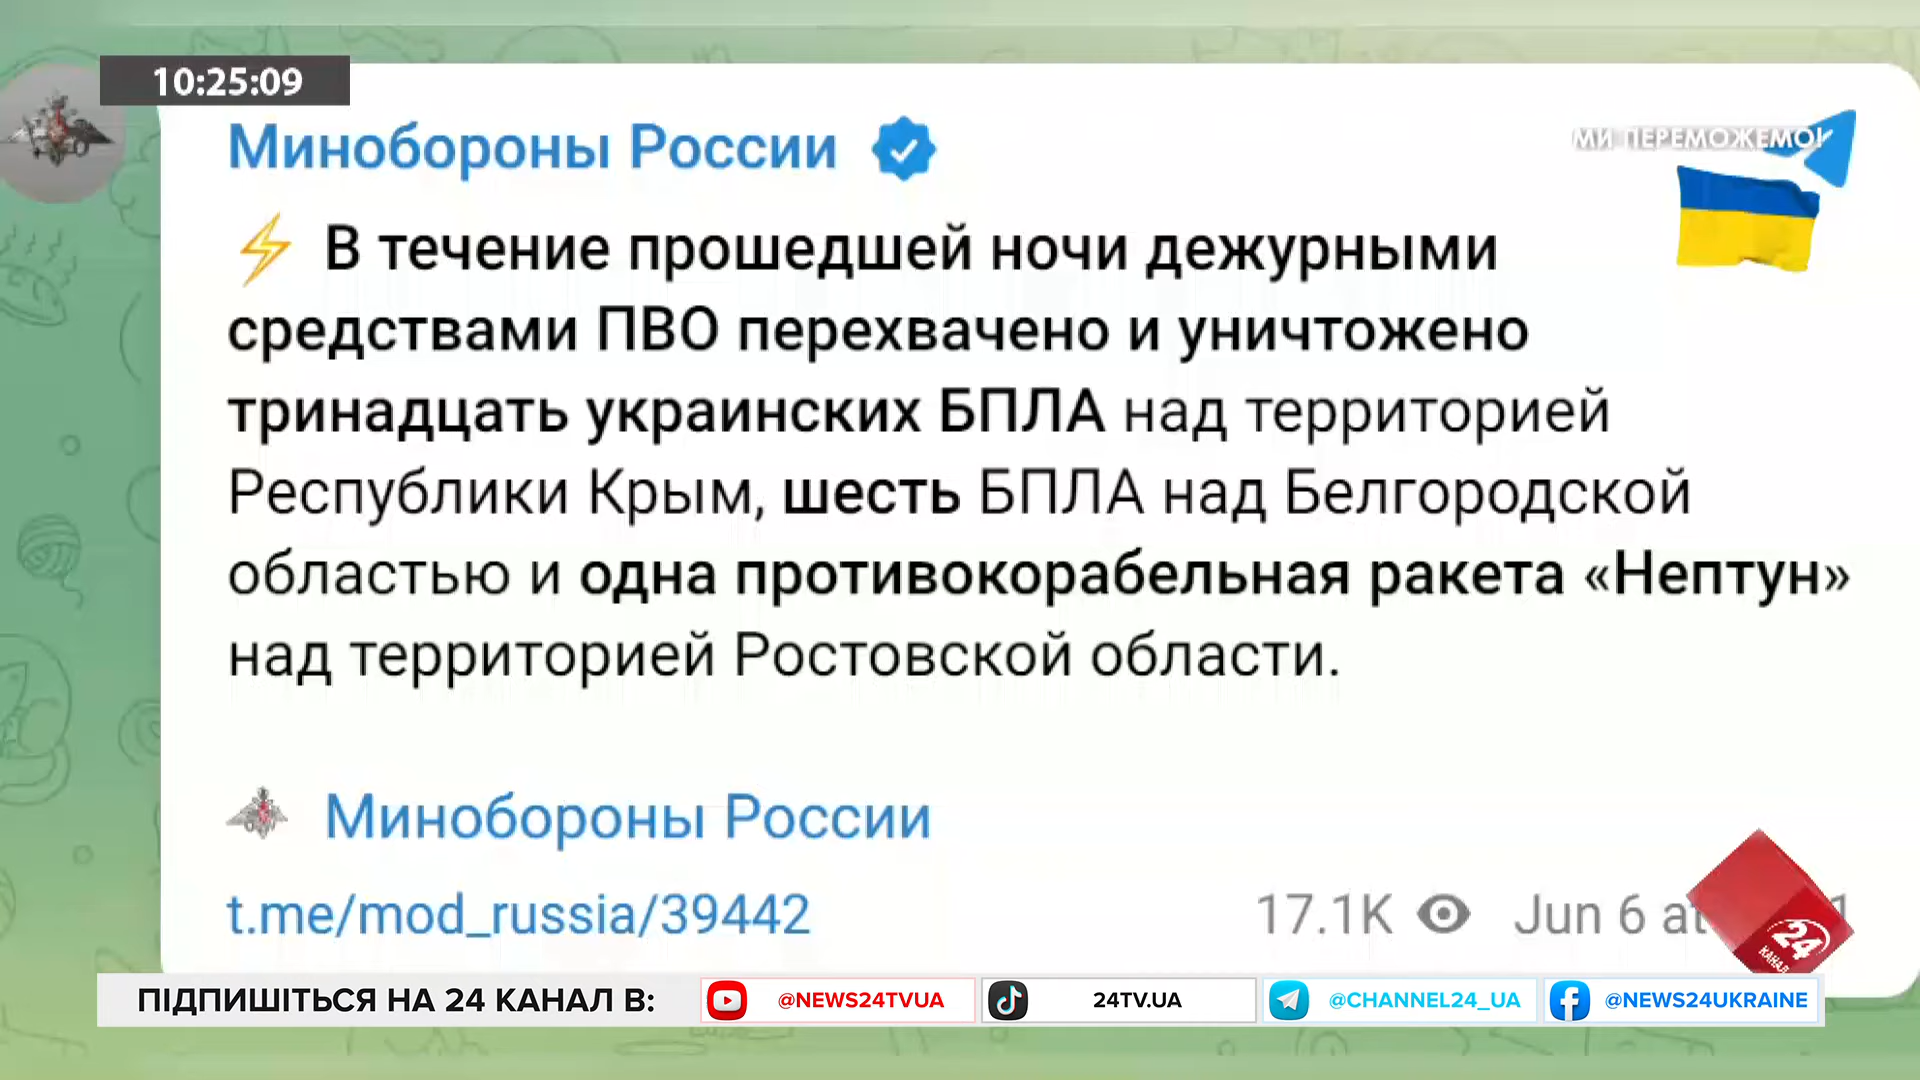 10:25:09
Минобороны России
МИ ПЕРЕМОЖЕМО!
⚡ В течение прошедшей ночи дежурными
средствами ПВО перехвачено и уничтожено
тринадцать украинских БПЛА над территорией
Республики Крым, шесть БПЛА над Белгородской
областью и одна противокорабельная ракета «Нептун»
над территорией Ростовской области.
Минобороны России
t.me/mod_russia/39442
17.1K Jun 6 at
24
КАНАЛ
ПІДПИШІТЬСЯ НА 24 КАНАЛ В:
@NEWS24TVUA
24TV.UA
@CHANNEL24_UA
@NEWS24UKRAINE